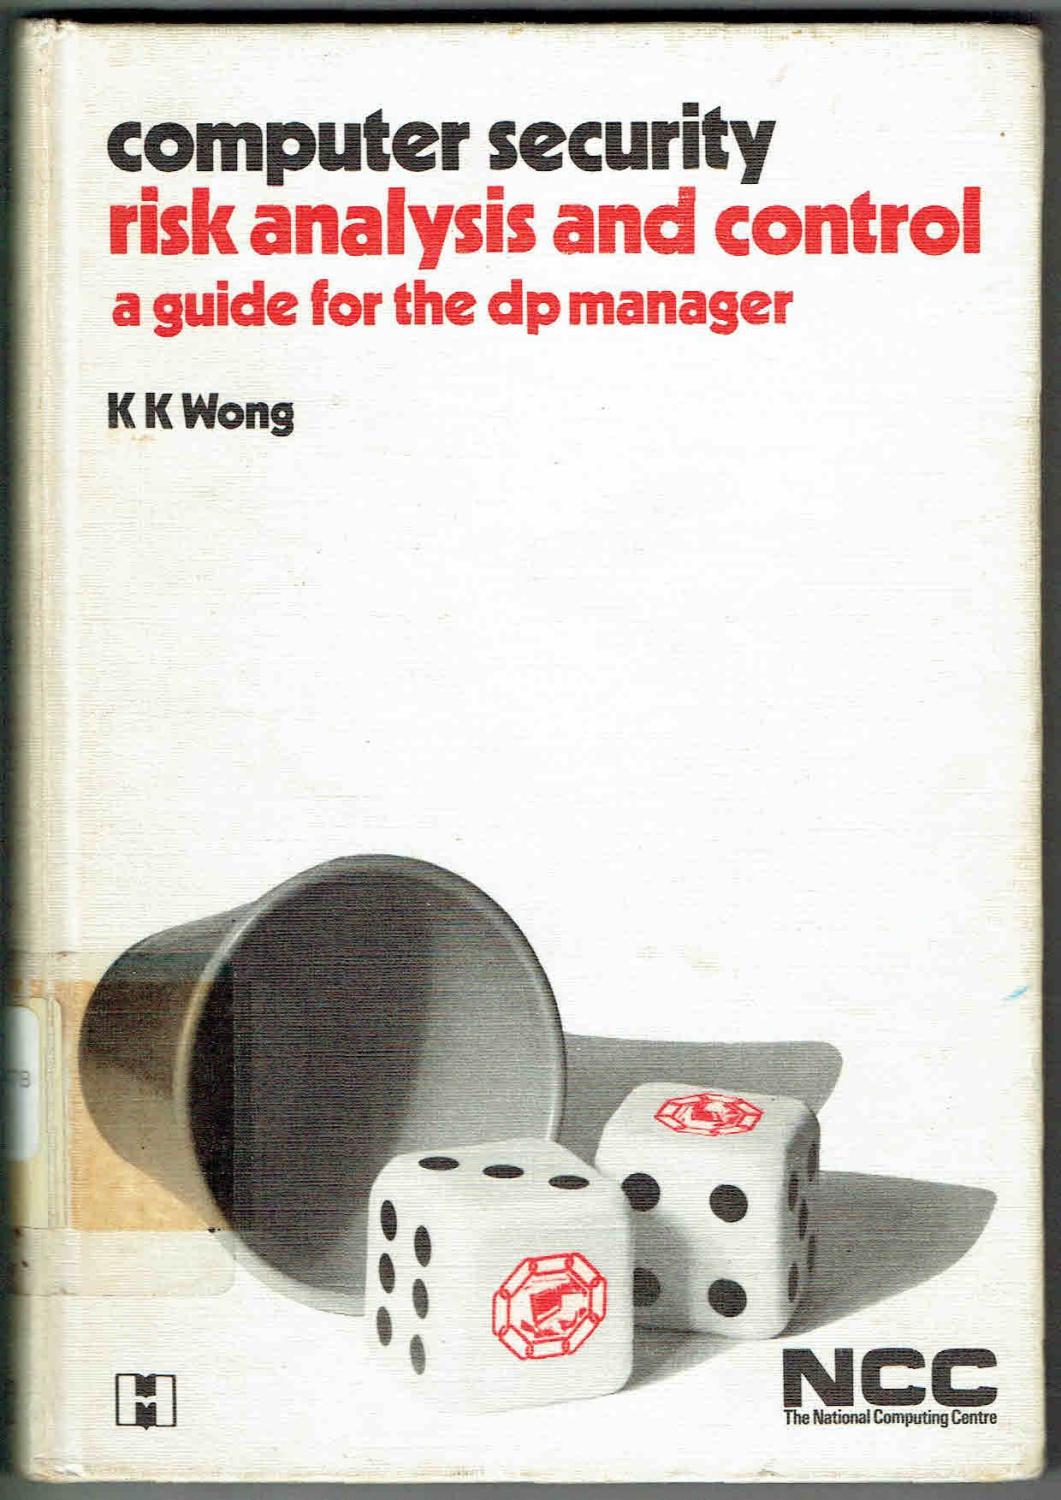 computer security
risk analysis and control
a guide for the dp manager
K K Wong
NCC
The National Computing Centre